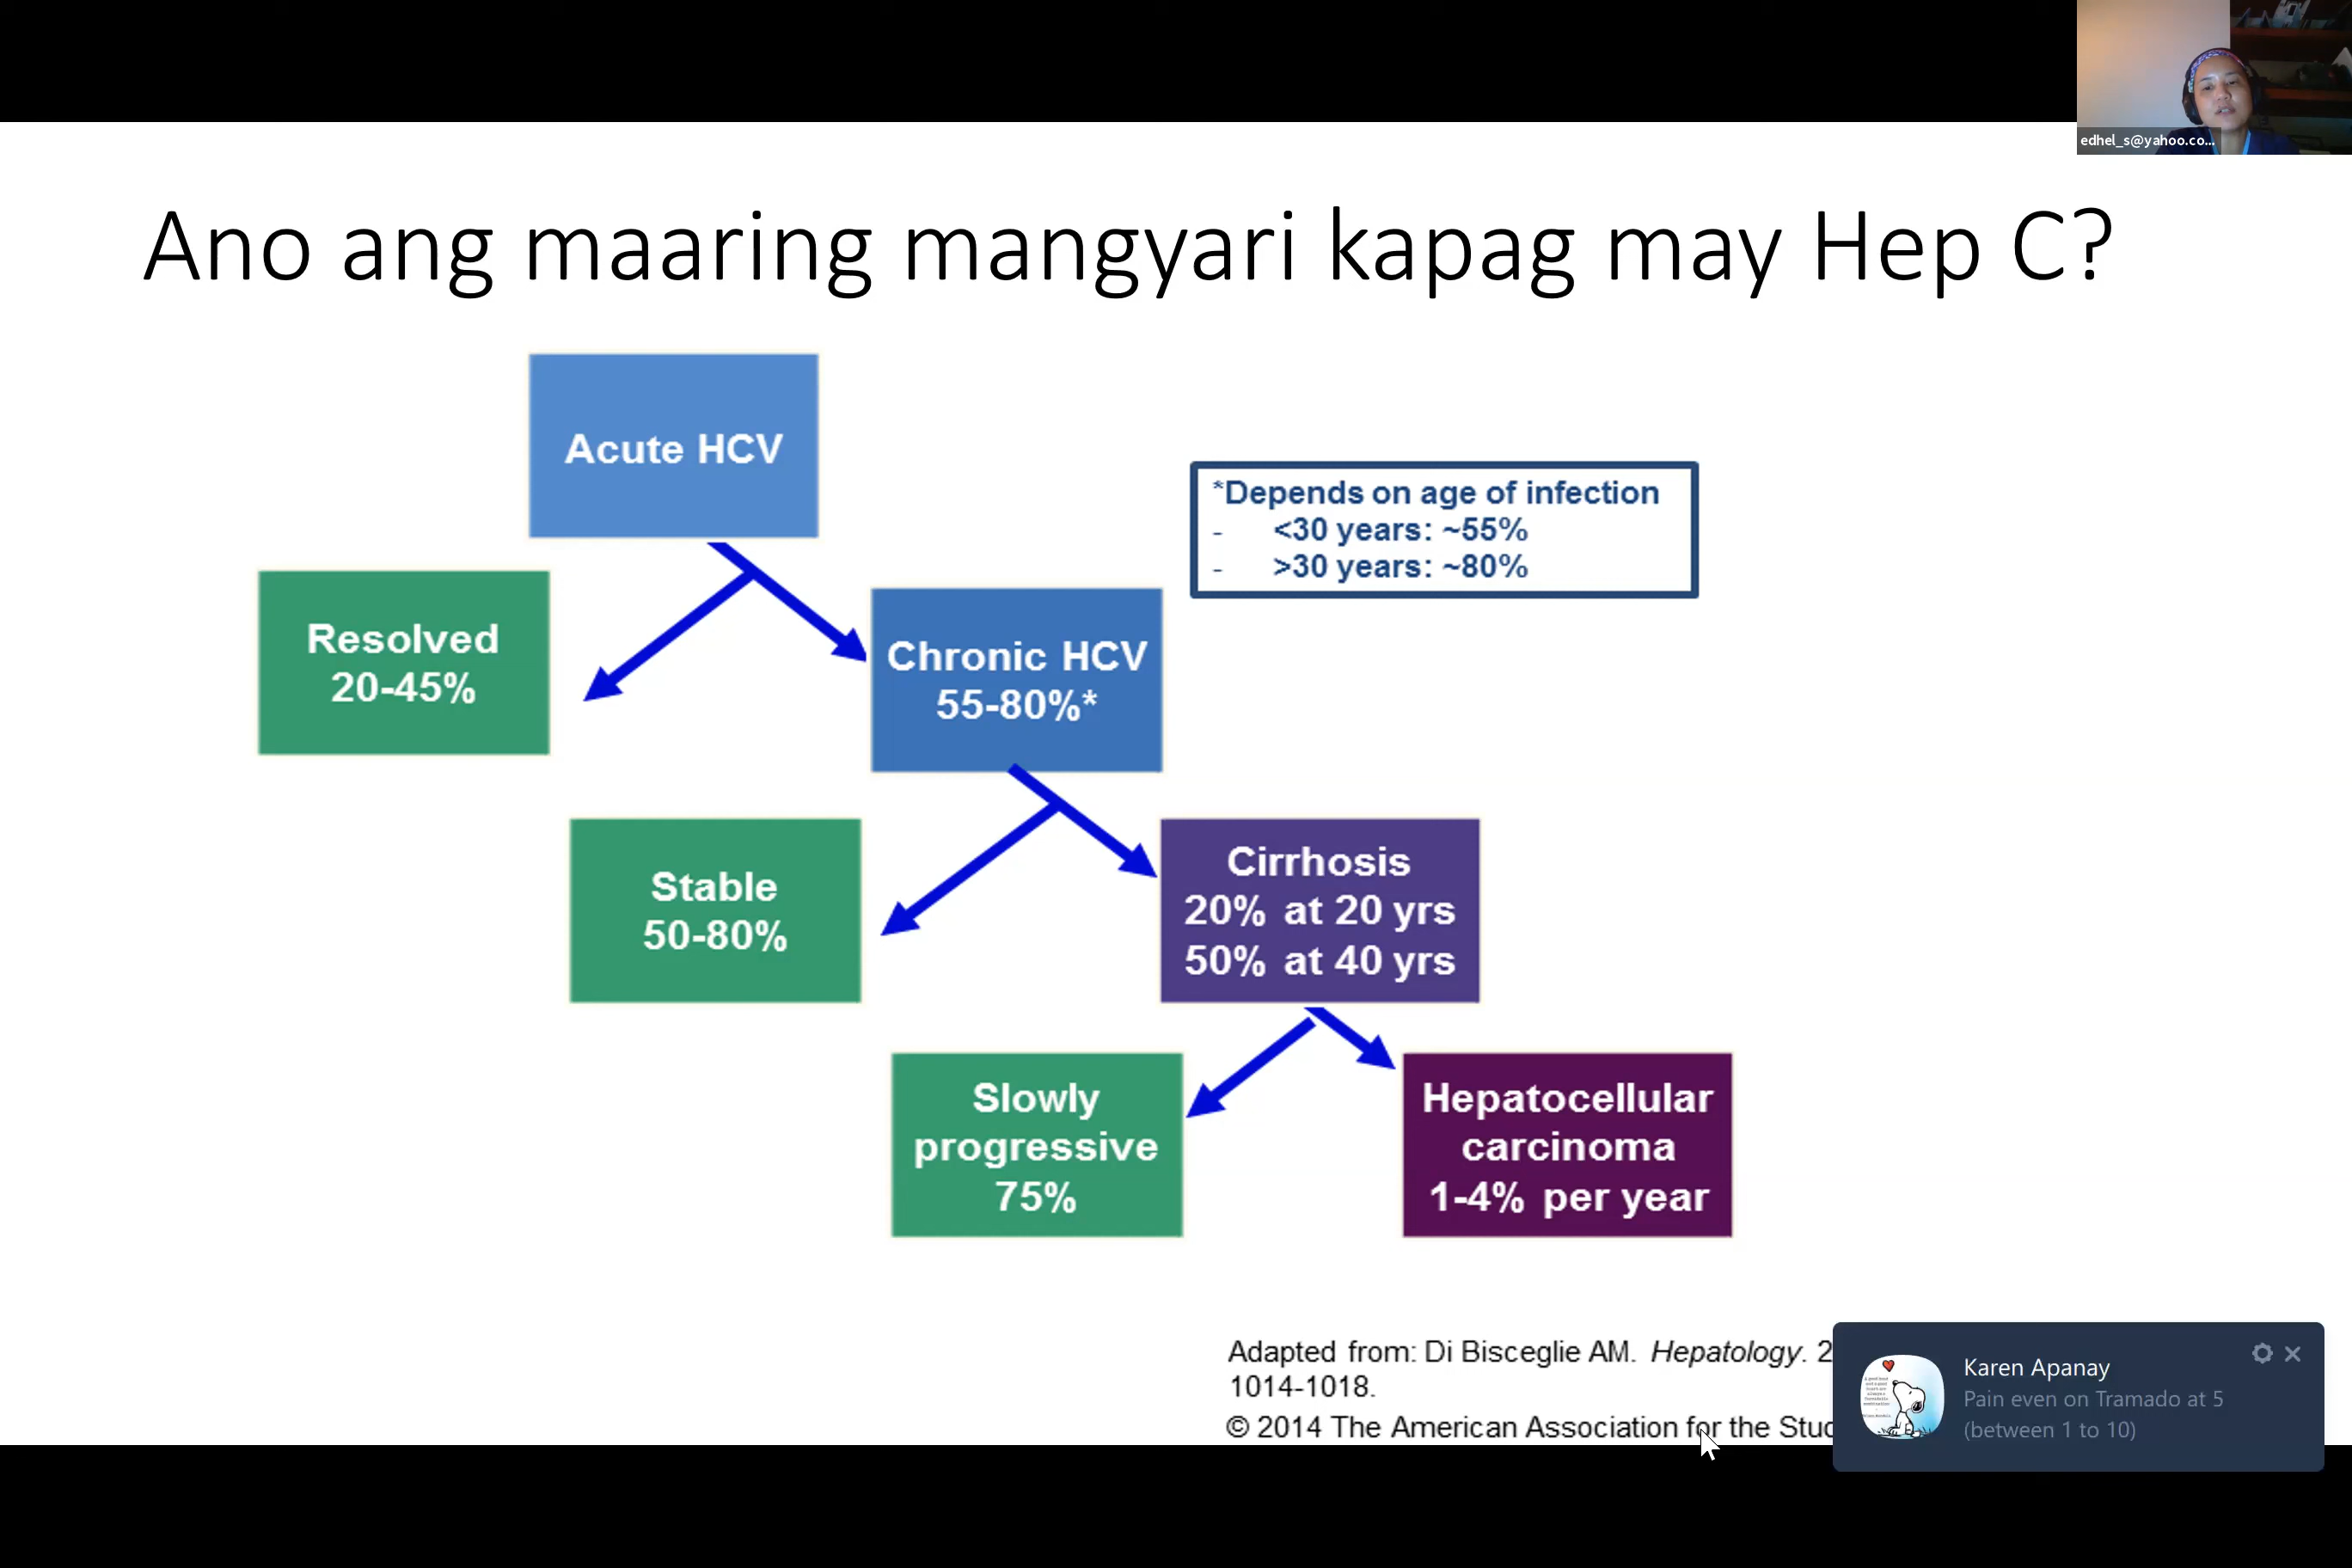 edhel_s@yahoo.co...
Ano ang maaring mangyari kapag may Hep C?
Acute HCV
*Depends on age of infection
- <30 years: ~55%
- >30 years: ~80%
Resolved
20-45%
Chronic HCV
55-80%*
Stable
50-80%
Cirrhosis
20% at 20 yrs
50% at 40 yrs
Slowly
progressive
75%
Hepatocellular
carcinoma
1-4% per year
Adapted from: Di Bisceglie AM. Hepatology. 2
1014-1018.
© 2014 The American Association for the Stud
Karen Apanay
Pain even on Tramado at 5
(between 1 to 10)